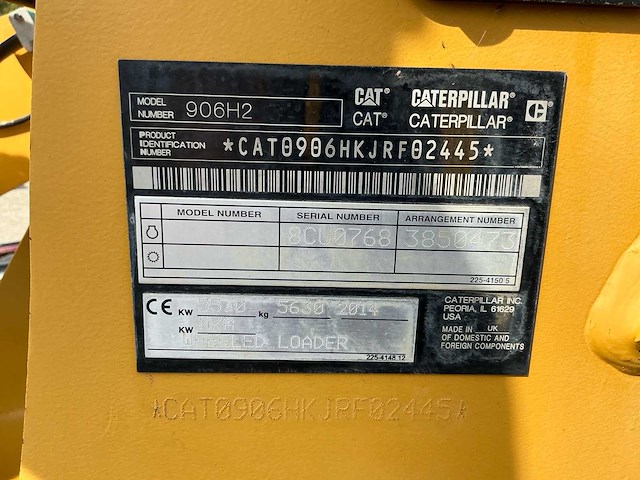 MODEL NUMBER 906H2
CAT® CATERPILLAR®
CAT® CATERPILLAR®
PRODUCT IDENTIFICATION NUMBER *CAT0906HKJRF02445*
MODEL NUMBER SERIAL NUMBER ARRANGEMENT NUMBER
8CU0768 3850473
225-4150 5
CE KW kg 5630 2014
KW
LOADER
225-4148 12
CATERPILLAR INC.
PEORIA, IL 61629
USA
MADE IN UK
OF DOMESTIC AND
FOREIGN COMPONENTS
*CAT0906HKJRF02445*